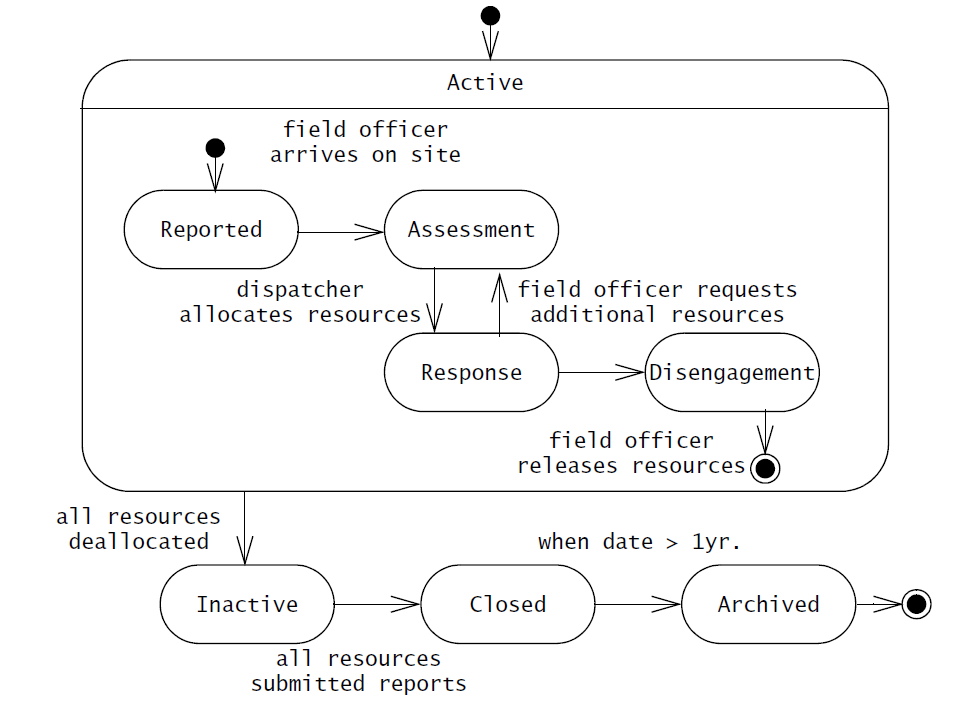 Active
field officer
arrives on site
Reported
Assessment
dispatcher
allocates resources
field officer requests
additional resources
Response
Disengagement
field officer
releases resources
all resources
deallocated
when date > 1yr.
Inactive
Closed
Archived
all resources
submitted reports